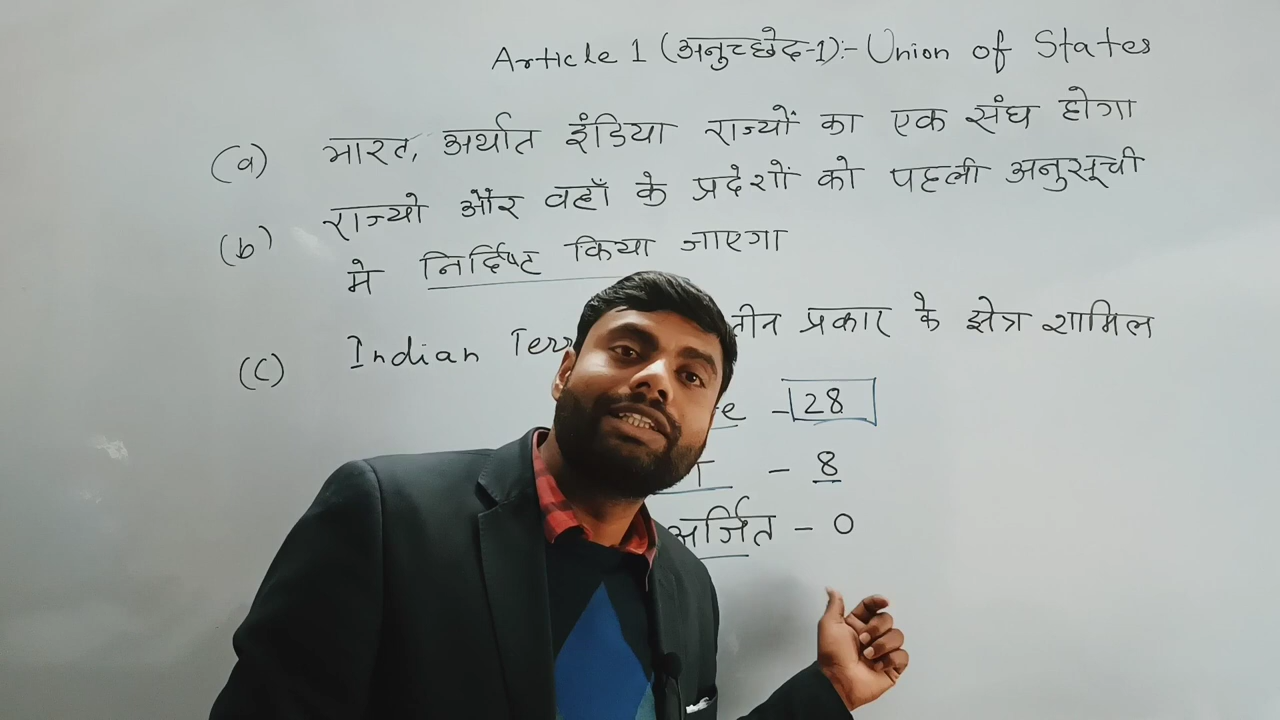 Article 1 (अनुच्छेद-1):- Union of States
(a) भारत, अर्थात इंडिया राज्यों का एक संघ होगा
(b) राज्यो और वहाँ के प्रदेशों को पहली अनुसूची
मे निर्दिष्ट किया जाएगा
(c) Indian तीन प्रकार के क्षेत्र शामिल
- 28
- 8
अर्जित - 0